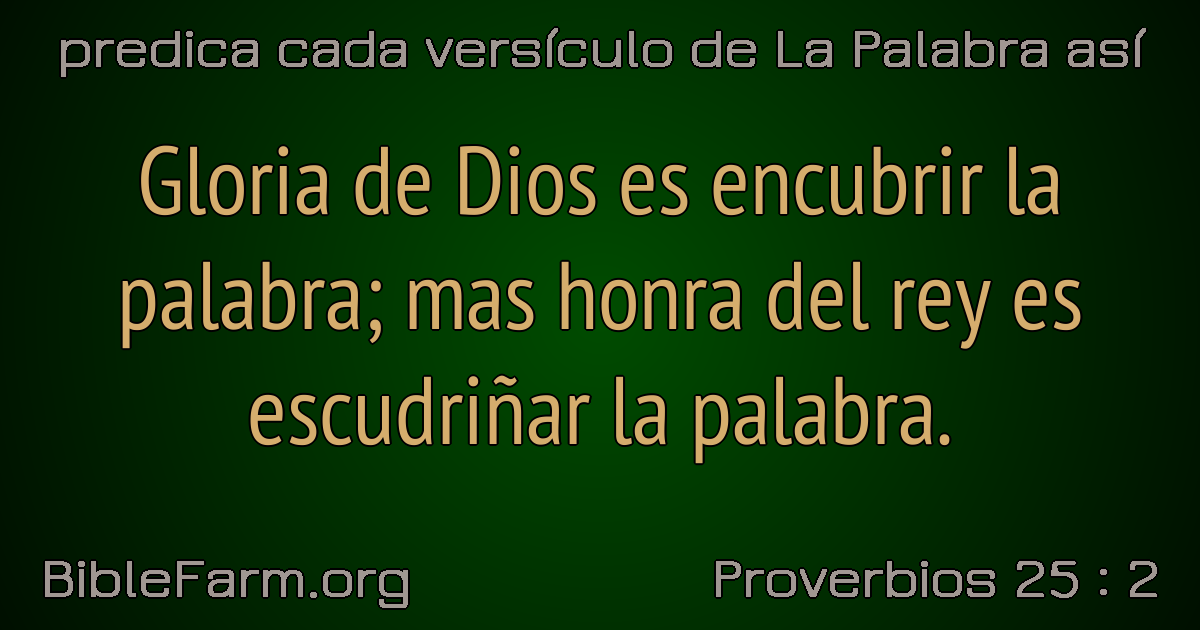 predica cada versículo de La Palabra así
Gloria de Dios es encubrir la
palabra; mas honra del rey es
escudriñar la palabra.
BibleFarm.org
Proverbios 25 : 2